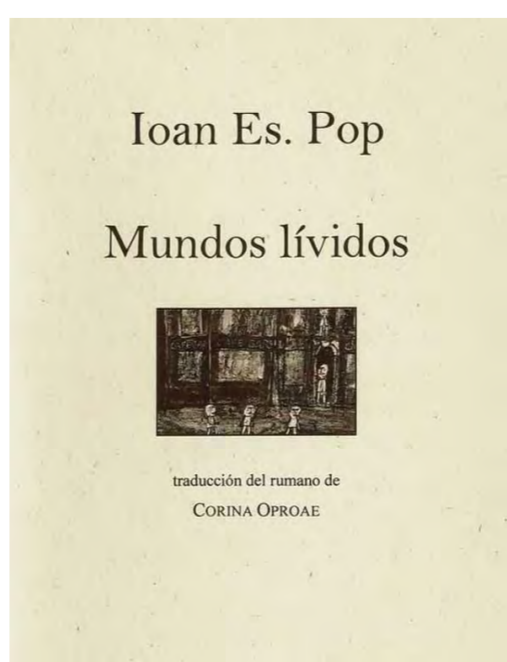 Ioan Es. Pop
Mundos lívidos
traducción del rumano de
CORINA OPROAE